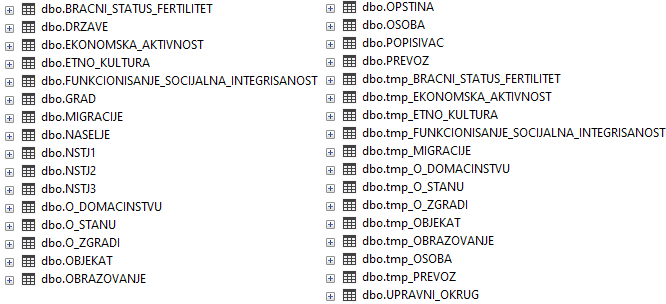 dbo.BRACNI_STATUS_FERTILITET
dbo.DRZAVE
dbo.EKONOMSKA_AKTIVNOST
dbo.ETNO_KULTURA
dbo.FUNKCIONISANJE_SOCIJALNA_INTEGRISANOST
dbo.GRAD
dbo.MIGRACIJE
dbo.NASELJE
dbo.NSTJ1
dbo.NSTJ2
dbo.NSTJ3
dbo.O_DOMACINSTVU
dbo.O_STANU
dbo.O_ZGRADI
dbo.OBJEKAT
dbo.OBRAZOVANJE
dbo.OPSTINA
dbo.OSOBA
dbo.POPISIVAC
dbo.PREVOZ
dbo.tmp_BRACNI_STATUS_FERTILITET
dbo.tmp_EKONOMSKA_AKTIVNOST
dbo.tmp_ETNO_KULTURA
dbo.tmp_FUNKCIONISANJE_SOCIJALNA_INTEGRISANOST
dbo.tmp_MIGRACIJE
dbo.tmp_O_DOMACINSTVU
dbo.tmp_O_STANU
dbo.tmp_O_ZGRADI
dbo.tmp_OBJEKAT
dbo.tmp_OBRAZOVANJE
dbo.tmp_OSOBA
dbo.tmp_PREVOZ
dbo.UPRAVNI_OKRUG